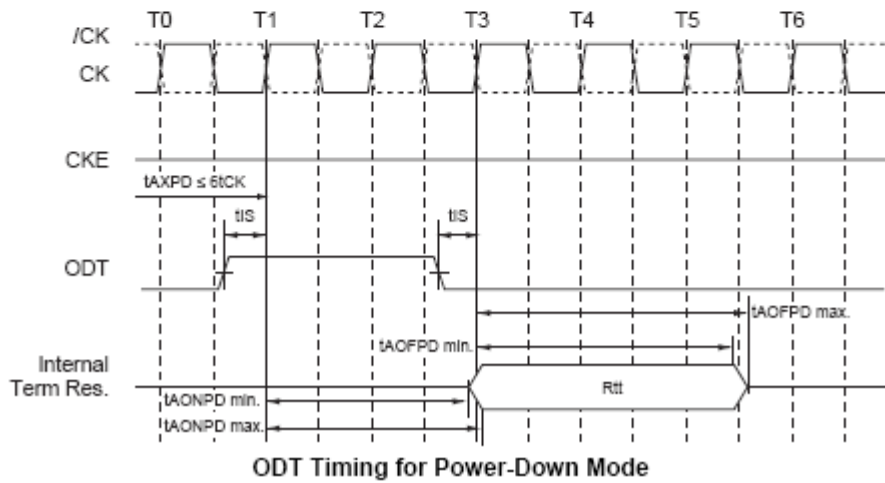 T0 T1 T2 T3 T4 T5 T6
/CK
CK
CKE
tAXPD ≤ 6tCK
tIS tIS
ODT
tAOFPD max.
tAOFPD min.
Internal
Term Res.
Rtt
tAONPD min.
tAONPD max.
ODT Timing for Power-Down Mode